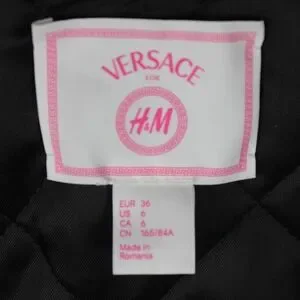 VERSACE
FOR
H&M
EUR 36
US 6
CA 6
CN 165/84A
Made in
Romania